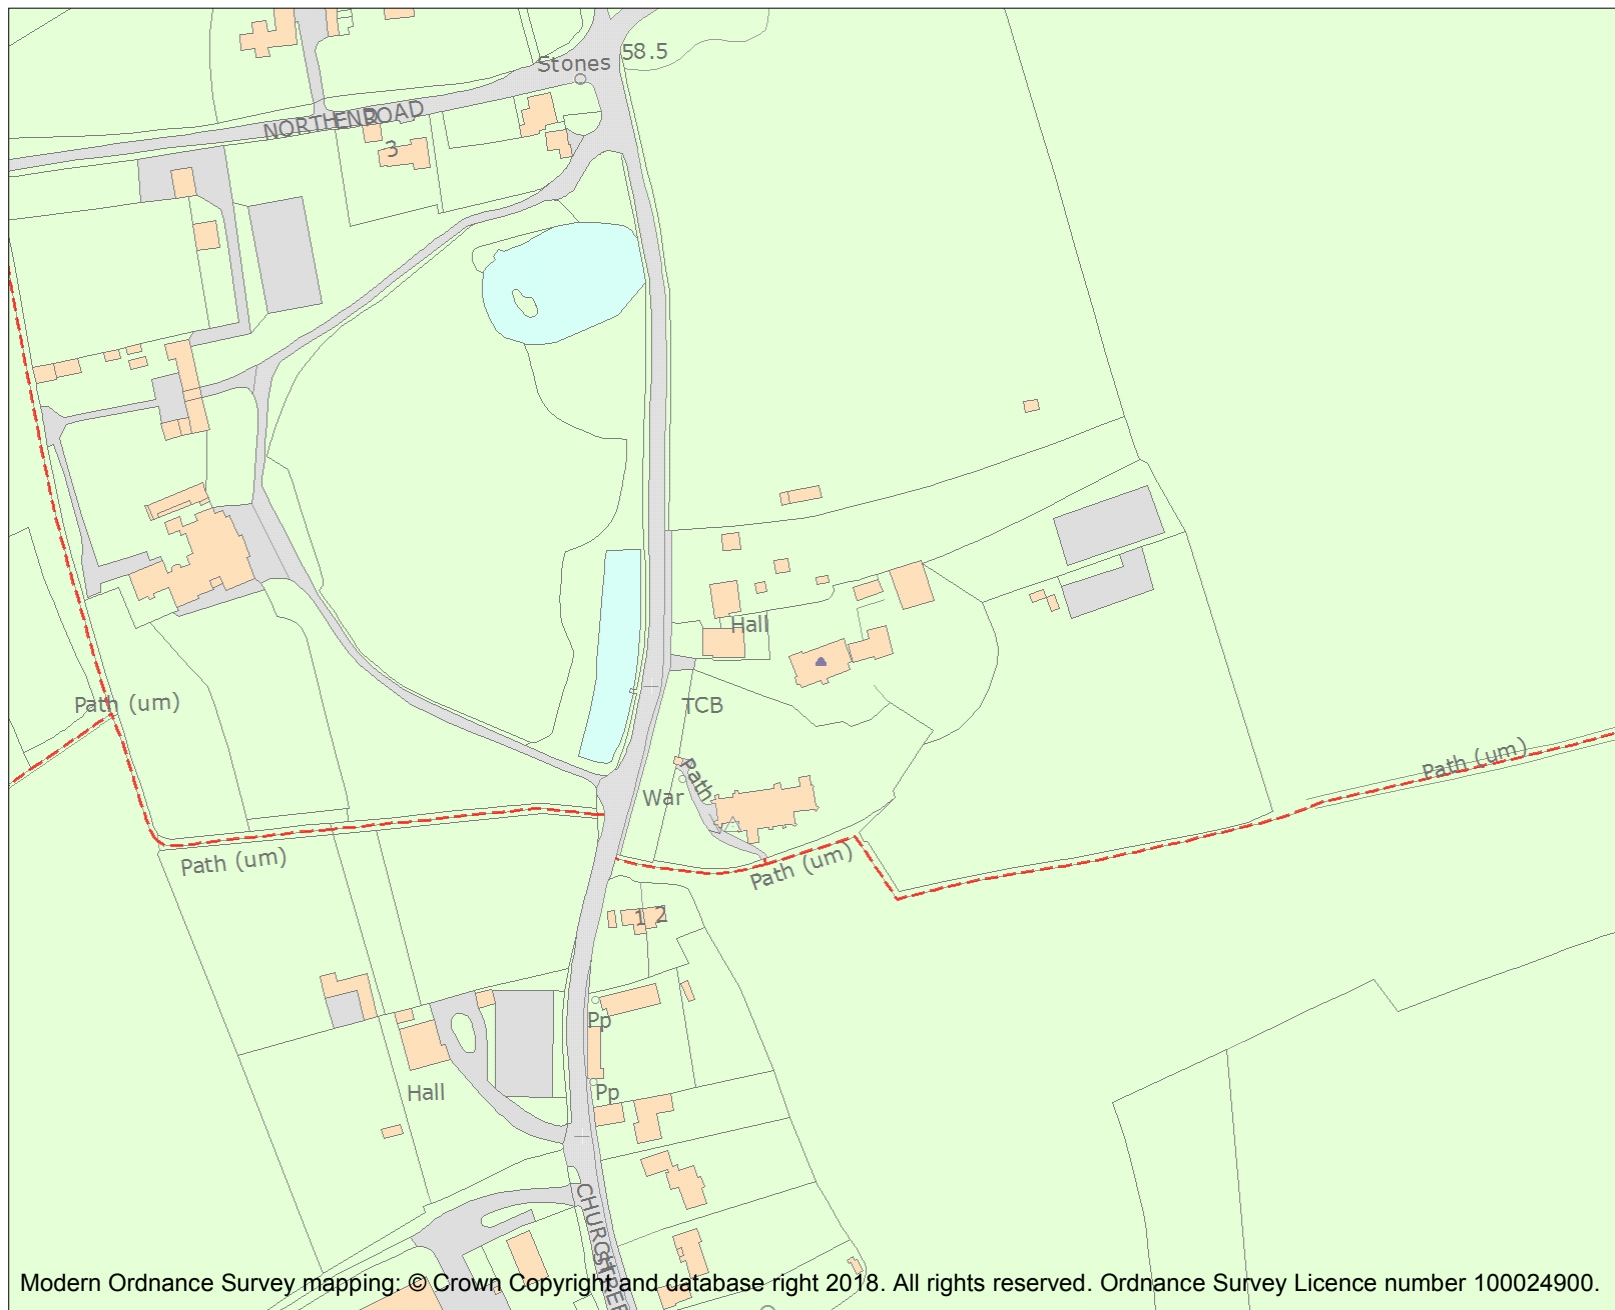 58.5
Stones
NORTHEND ROAD
3
Hall
Path (um)
TCB
Path
War
Path (um)
Path (um)
Path (um)
1 2
Pp
Hall
Pp
CHURCH
Modern Ordnance Survey mapping: © Crown Copyright and database right 2018. All rights reserved. Ordnance Survey Licence number 100024900.